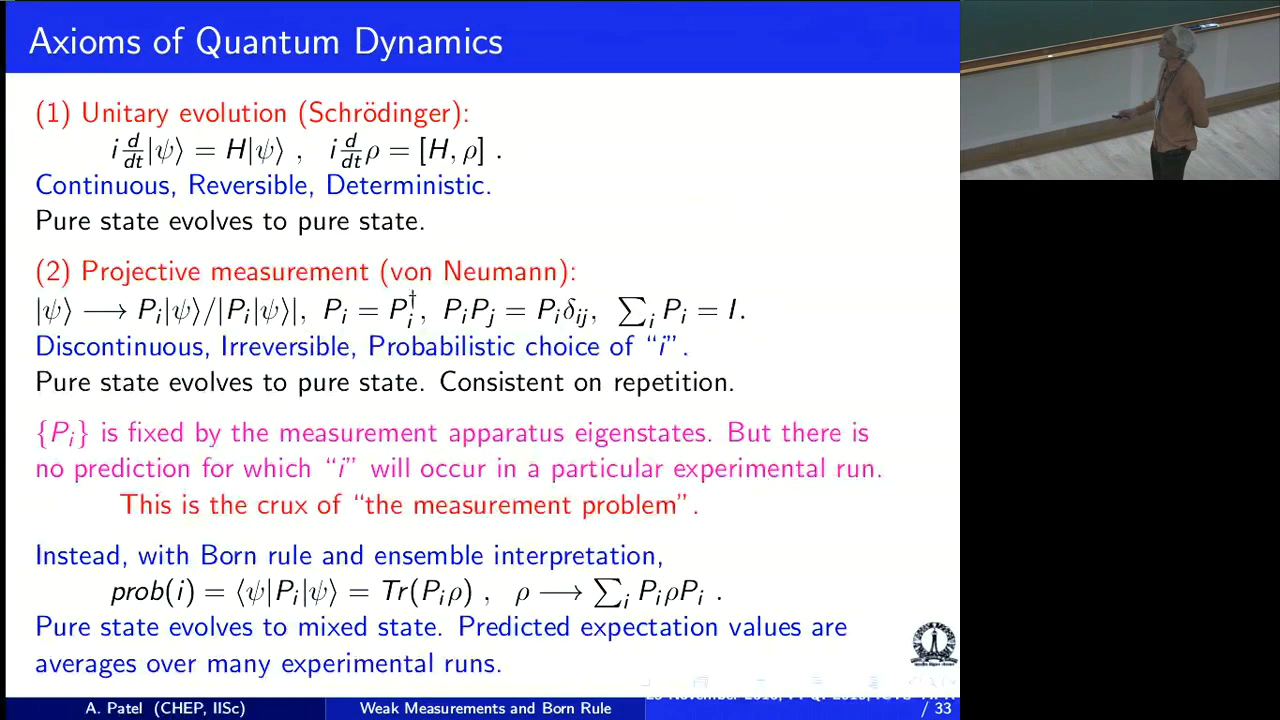 Axioms of Quantum Dynamics
(1) Unitary evolution (Schrödinger):
i d/dt|ψ⟩ = H|ψ⟩ , i d/dt ρ = [H, ρ] .
Continuous, Reversible, Deterministic.
Pure state evolves to pure state.
(2) Projective measurement (von Neumann):
|ψ⟩ ⟶ P_i|ψ⟩/|P_i|ψ⟩|, P_i = P_i^†, P_iP_j = P_iδ_ij, ∑_i P_i = I.
Discontinuous, Irreversible, Probabilistic choice of “i”.
Pure state evolves to pure state. Consistent on repetition.
{P_i} is fixed by the measurement apparatus eigenstates. But there is
no prediction for which “i” will occur in a particular experimental run.
This is the crux of “the measurement problem”.
Instead, with Born rule and ensemble interpretation,
prob(i) = ⟨ψ|P_i|ψ⟩ = Tr(P_iρ) , ρ ⟶ ∑_i P_iρP_i .
Pure state evolves to mixed state. Predicted expectation values are
averages over many experimental runs.
A. Patel (CHEP, IISc) Weak Measurements and Born Rule / 33